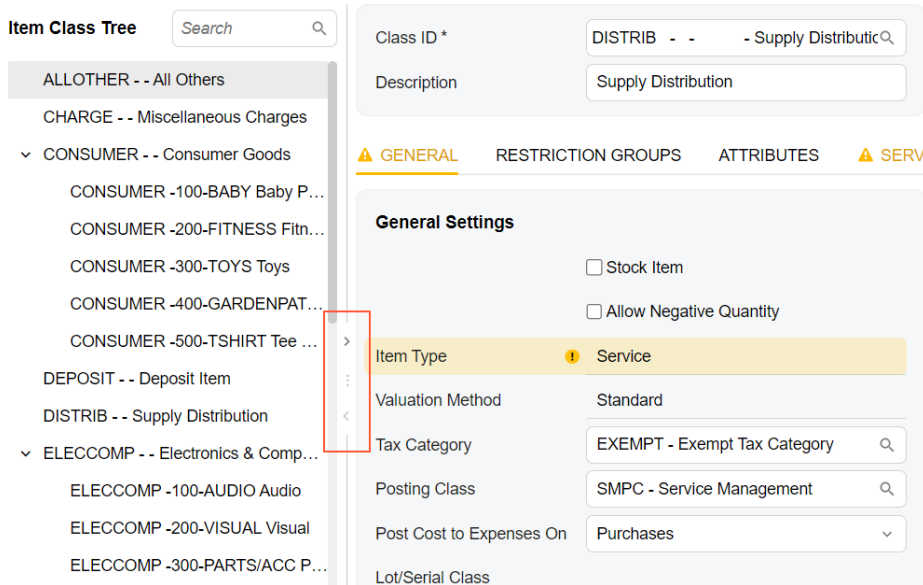 Item Class Tree
Search
ALLOTHER - - All Others
CHARGE - - Miscellaneous Charges
CONSUMER - - Consumer Goods
CONSUMER -100-BABY Baby P...
CONSUMER -200-FITNESS Fitn...
CONSUMER -300-TOYS Toys
CONSUMER -400-GARDENPAT...
CONSUMER -500-TSHIRT Tee ...
DEPOSIT - - Deposit Item
DISTRIB - - Supply Distribution
ELECCOMP - - Electronics & Comp...
ELECCOMP -100-AUDIO Audio
ELECCOMP -200-VISUAL Visual
ELECCOMP -300-PARTS/ACC P...
Class ID * DISTRIB - - - Supply Distributic
Description Supply Distribution
GENERAL RESTRICTION GROUPS ATTRIBUTES SERV
General Settings
Stock Item
Allow Negative Quantity
Item Type Service
Valuation Method Standard
Tax Category EXEMPT - Exempt Tax Category
Posting Class SMPC - Service Management
Post Cost to Expenses On Purchases
Lot/Serial Class